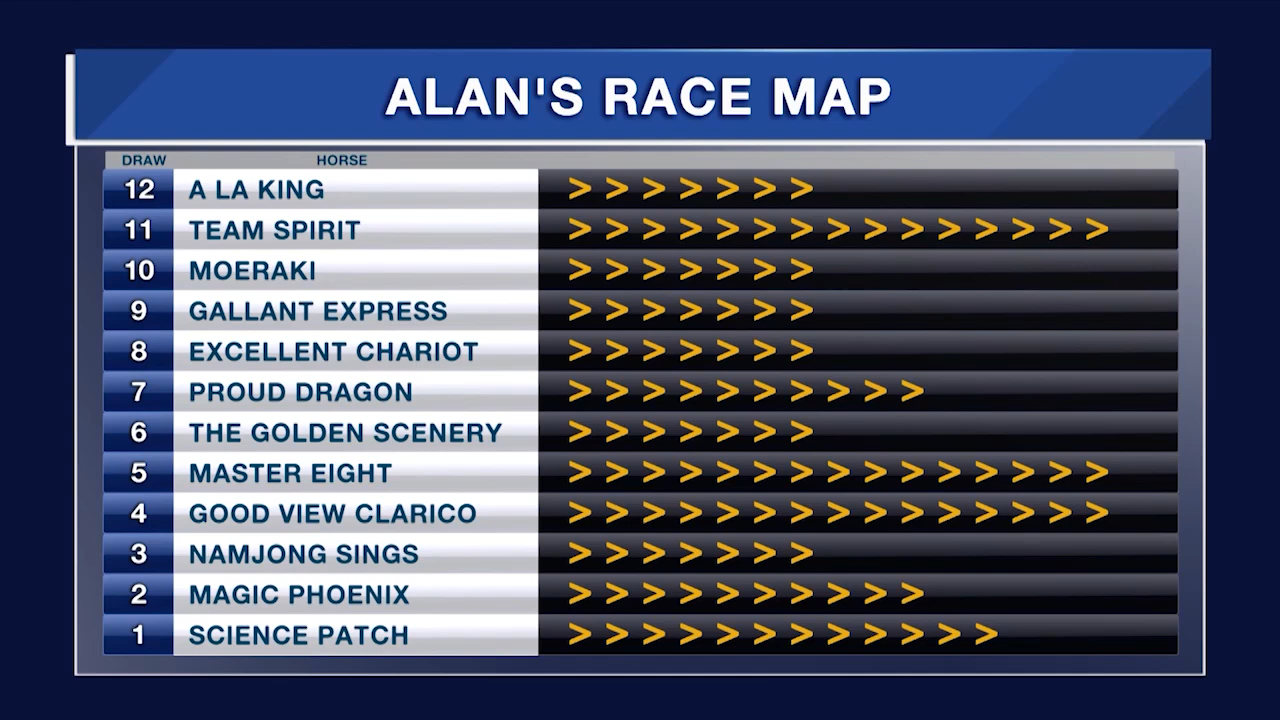 ALAN'S RACE MAP
DRAW HORSE
12 A LA KING > > > > > > >
11 TEAM SPIRIT > > > > > > > > > > > > > > >
10 MOERAKI > > > > > > >
9 GALLANT EXPRESS > > > > > > >
8 EXCELLENT CHARIOT > > > > > > >
7 PROUD DRAGON > > > > > > > > > >
6 THE GOLDEN SCENERY > > > > > > >
5 MASTER EIGHT > > > > > > > > > > > > > > >
4 GOOD VIEW CLARICO > > > > > > > > > > > > > > >
3 NAMJONG SINGS > > > > > > >
2 MAGIC PHOENIX > > > > > > > > > >
1 SCIENCE PATCH > > > > > > > > > > > >